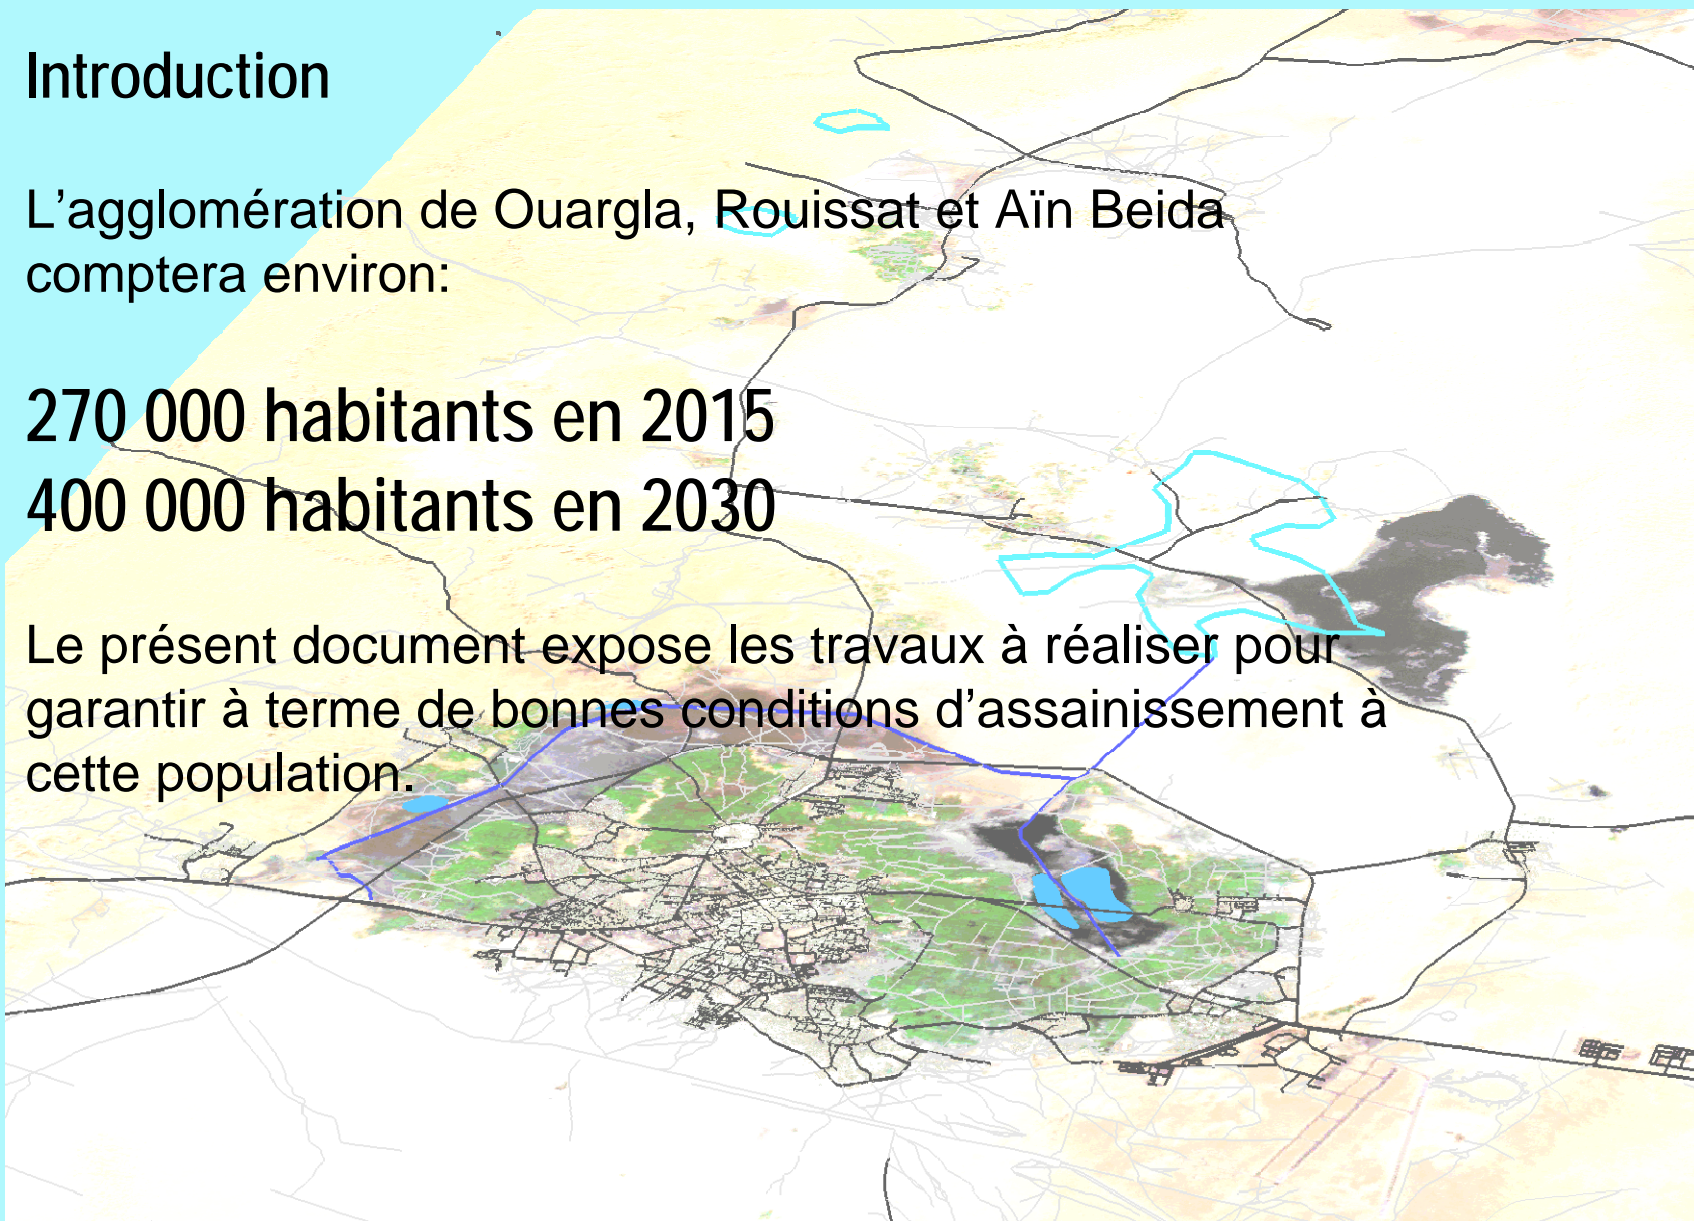 Introduction
L’agglomération de Ouargla, Rouissat et Aïn Beida
comptera environ:
270 000 habitants en 2015
400 000 habitants en 2030
Le présent document expose les travaux à réaliser pour
garantir à terme de bonnes conditions d’assainissement à
cette population.